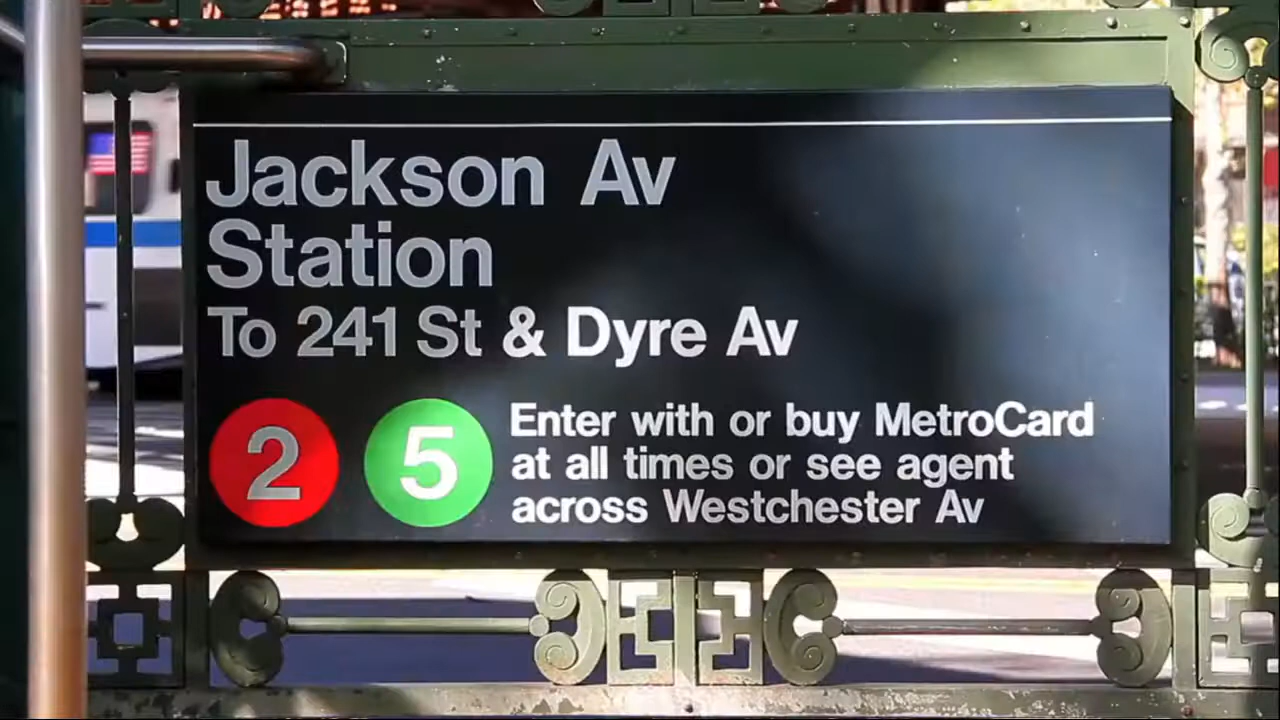 Jackson Av
Station
To 241 St & Dyre Av
2 5
Enter with or buy MetroCard
at all times or see agent
across Westchester Av